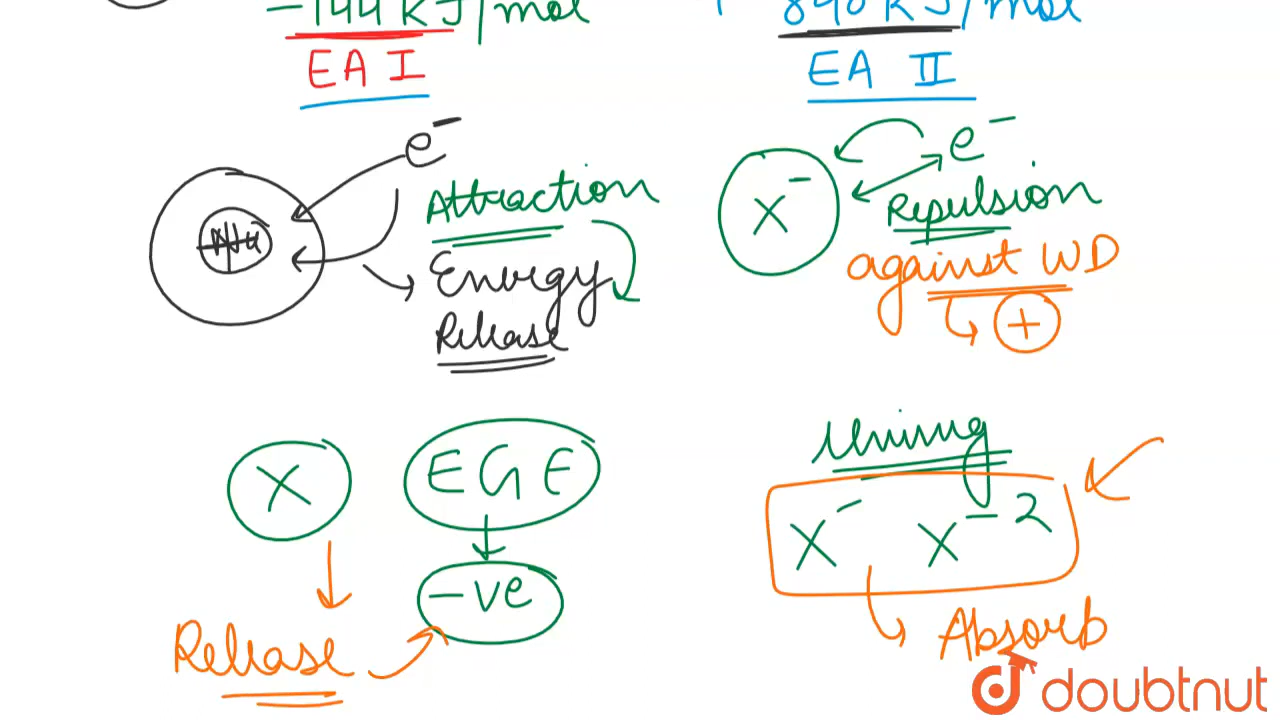 -144 KJ/mol
840 KJ/mol
EA I
EA II
e⁻
e⁻
Attraction
X⁻
Repulsion
Energy
Release
against WD
+
X
EGE
X⁻ X⁻²
-ve
Release
Absorb
doubtnut